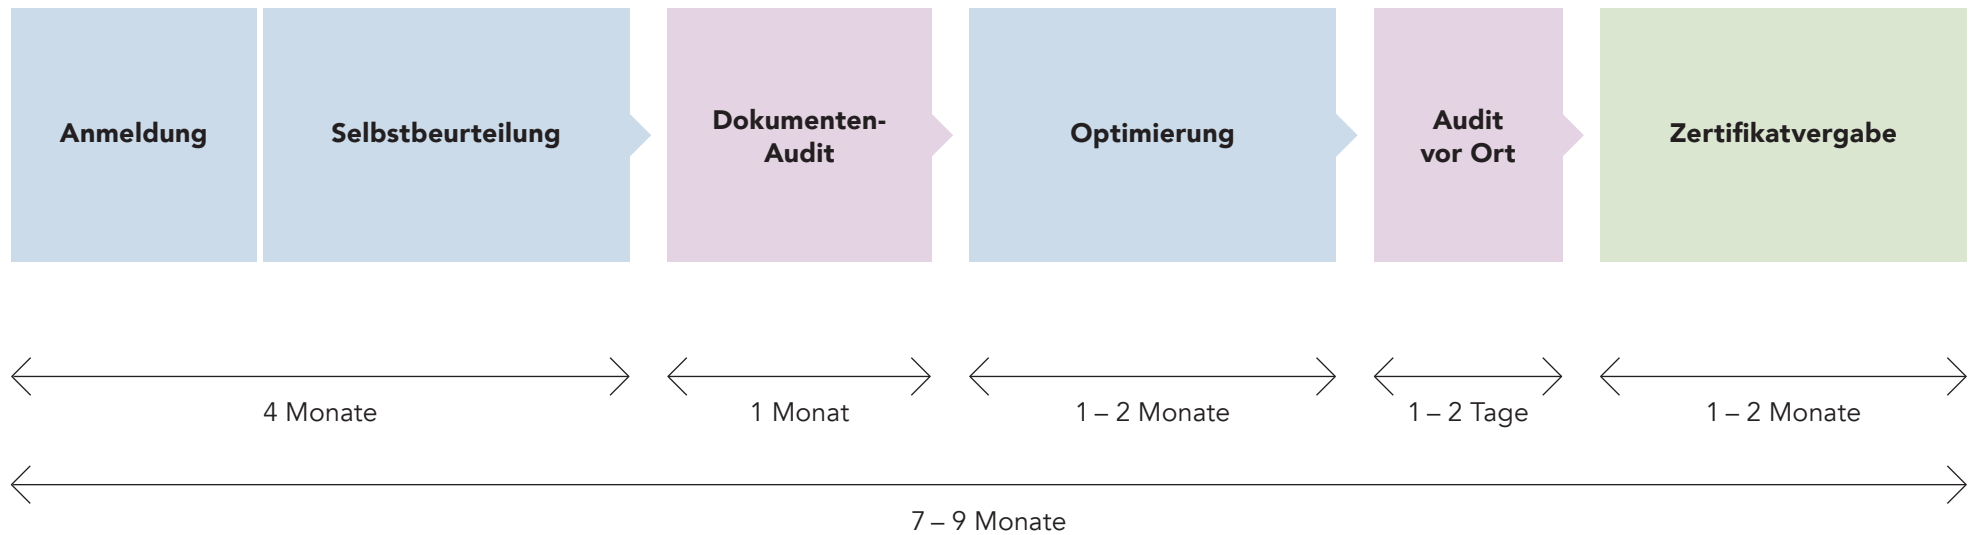 Anmeldung
Selbstbeurteilung
Dokumenten-
Audit
Optimierung
Audit
vor Ort
Zertifikatvergabe
4 Monate
1 Monat
1 – 2 Monate
1 – 2 Tage
1 – 2 Monate
7 – 9 Monate